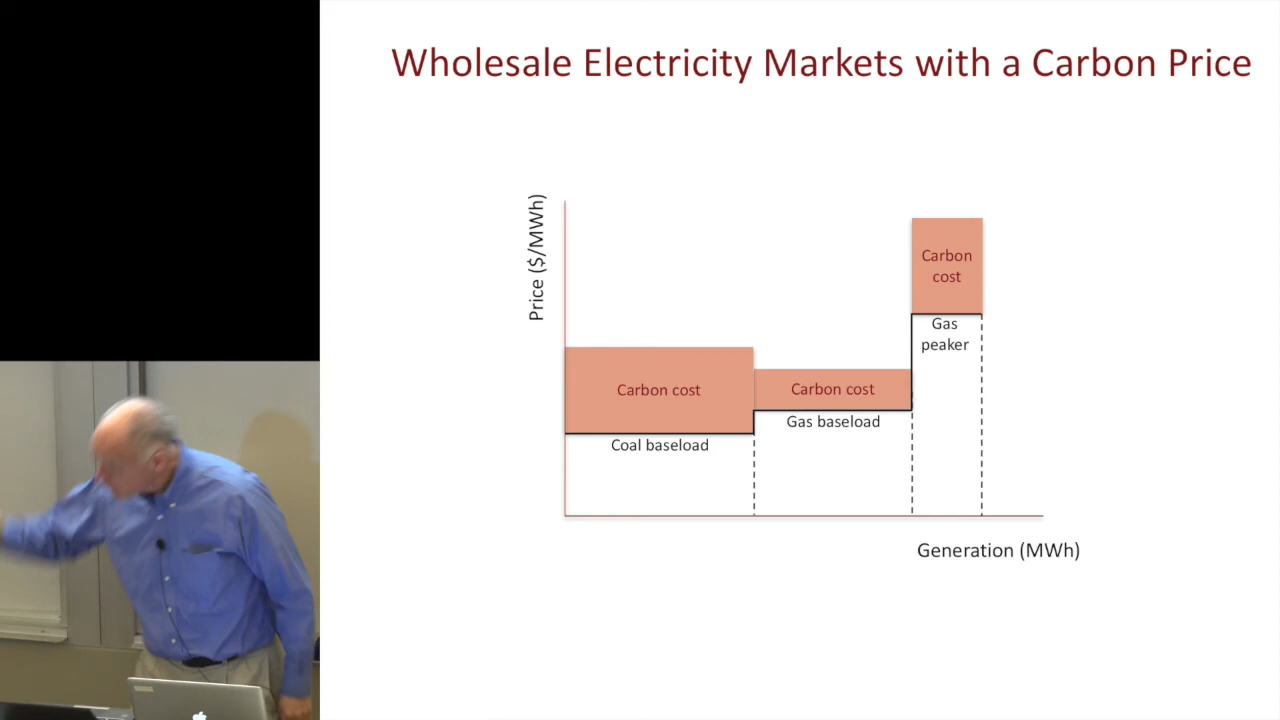 Wholesale Electricity Markets with a Carbon Price
Price ($/MWh)
Carbon
cost
Gas
peaker
Carbon cost
Carbon cost
Gas baseload
Coal baseload
Generation (MWh)